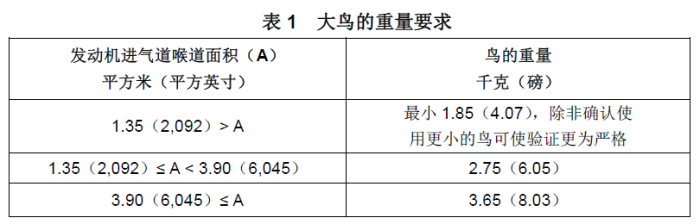 表 1 大鸟的重量要求
发动机进气道喉道面积（A）
平方米（平方英寸）
鸟的重量
千克（磅）
1.35（2,092）> A
最小 1.85（4.07），除非确认使
用更小的鸟可使验证更为严格
1.35（2,092）≤ A < 3.90（6,045）
2.75（6.05）
3.90（6,045）≤ A
3.65（8.03）